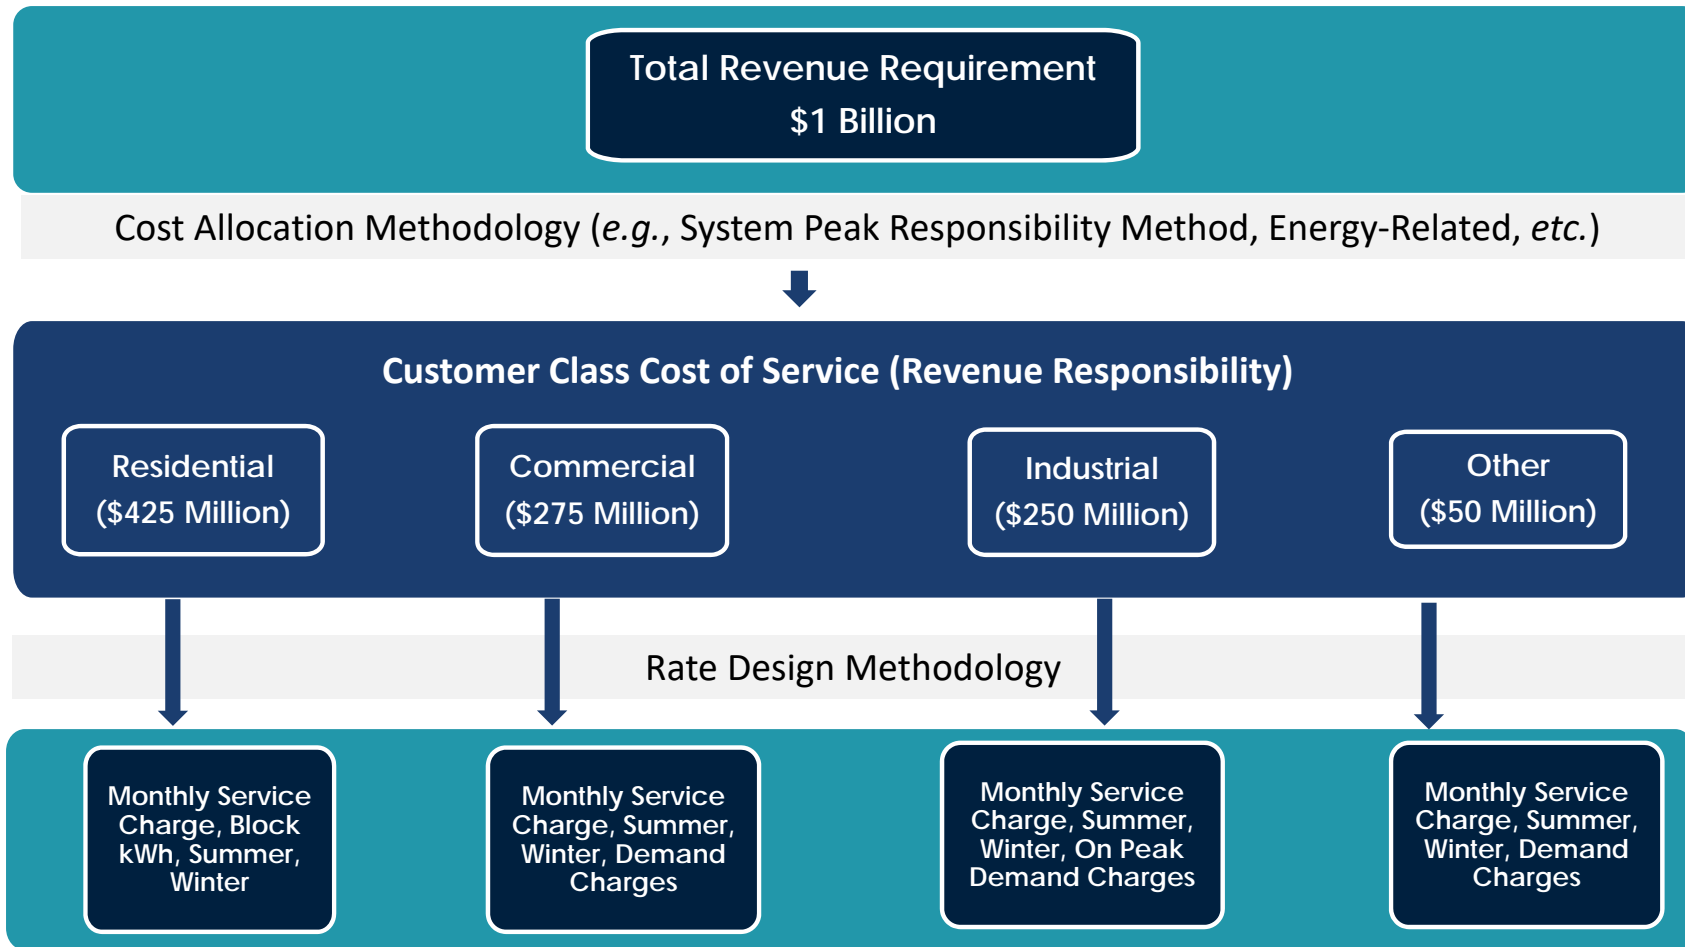 Total Revenue Requirement
$1 Billion
Cost Allocation Methodology (e.g., System Peak Responsibility Method, Energy-Related, etc.)
Customer Class Cost of Service (Revenue Responsibility)
Residential
($425 Million)
Commercial
($275 Million)
Industrial
($250 Million)
Other
($50 Million)
Rate Design Methodology
Monthly Service
Charge, Block
kWh, Summer,
Winter
Monthly Service
Charge, Summer,
Winter, Demand
Charges
Monthly Service
Charge, Summer,
Winter, On Peak
Demand Charges
Monthly Service
Charge, Summer,
Winter, Demand
Charges